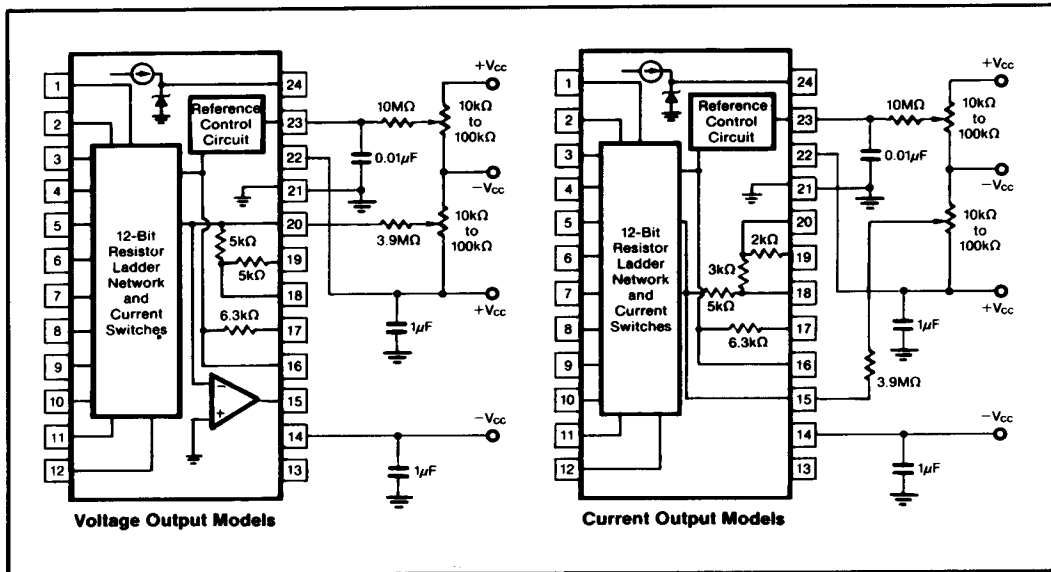 1
2
3
4
5
6
7
8
9
10
11
12
Reference
Control
Circuit
12-Bit
Resistor
Ladder
Network
and
Current
Switches
5kΩ
5kΩ
6.3kΩ
−
+
24
23
22
21
20
19
18
17
16
15
14
13
10MΩ
0.01μF
3.9MΩ
1μF
1μF
+VCC
10kΩ
to
100kΩ
−VCC
10kΩ
to
100kΩ
+VCC
−VCC
Voltage Output Models
1
2
3
4
5
6
7
8
9
10
11
12
Reference
Control
Circuit
12-Bit
Resistor
Ladder
Network
and
Current
Switches
2kΩ
3kΩ
5kΩ
6.3kΩ
24
23
22
21
20
19
18
17
16
15
14
13
10MΩ
0.01μF
1μF
3.9MΩ
1μF
+VCC
10kΩ
to
100kΩ
−VCC
10kΩ
to
100kΩ
+VCC
−VCC
Current Output Models